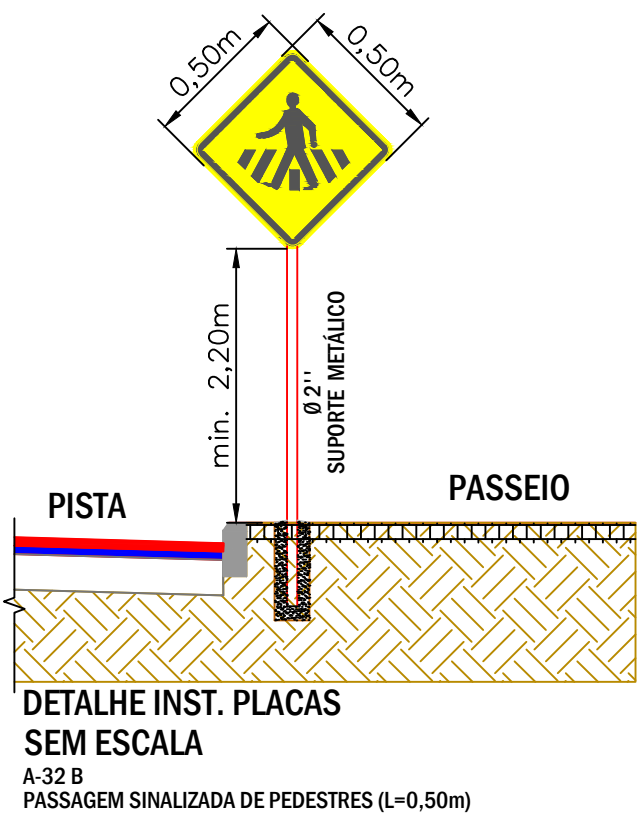 0,50m
0,50m
min. 2,20m
Ø 2''
SUPORTE METÁLICO
PISTA
PASSEIO
DETALHE INST. PLACAS
SEM ESCALA
A-32 B
PASSAGEM SINALIZADA DE PEDESTRES (L=0,50m)